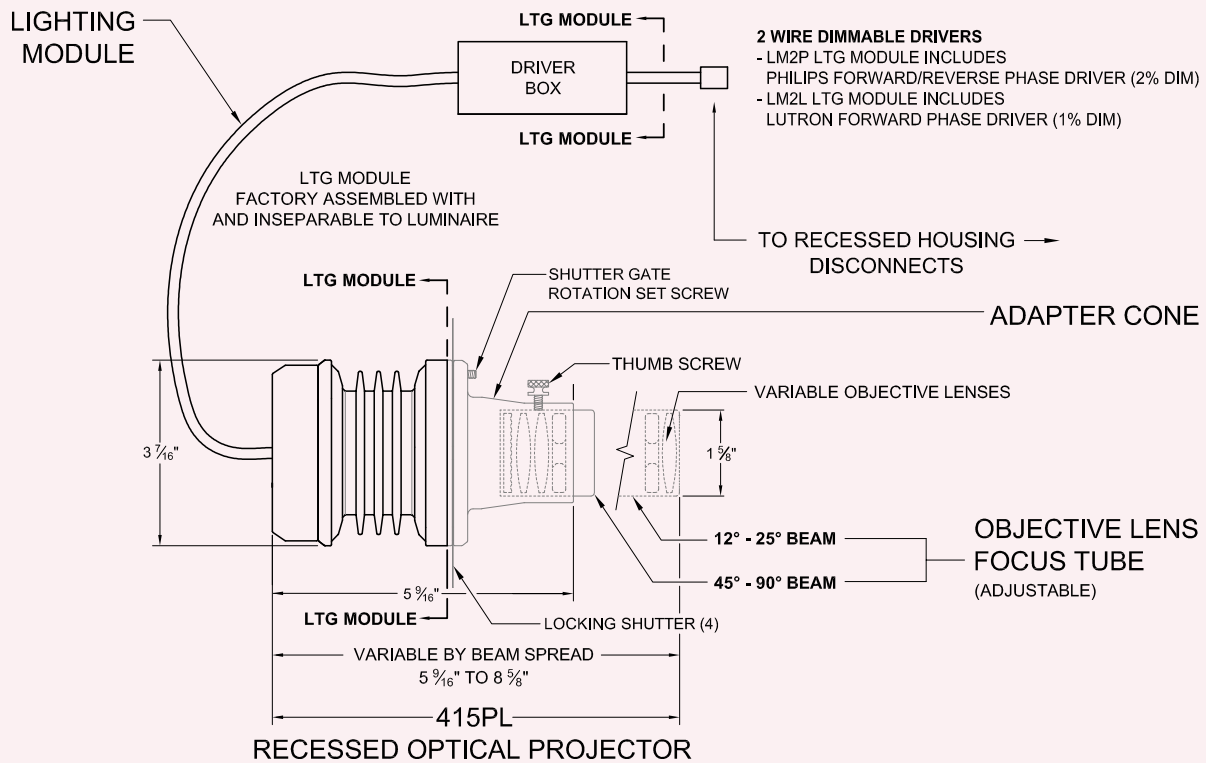 LIGHTING
MODULE
LTG MODULE
DRIVER
BOX
LTG MODULE
2 WIRE DIMMABLE DRIVERS
- LM2P LTG MODULE INCLUDES
PHILIPS FORWARD/REVERSE PHASE DRIVER (2% DIM)
- LM2L LTG MODULE INCLUDES
LUTRON FORWARD PHASE DRIVER (1% DIM)
LTG MODULE
FACTORY ASSEMBLED WITH
AND INSEPARABLE TO LUMINAIRE
TO RECESSED HOUSING
DISCONNECTS
LTG MODULE
SHUTTER GATE
ROTATION SET SCREW
ADAPTER CONE
THUMB SCREW
VARIABLE OBJECTIVE LENSES
3 7/16"
1 5/8"
12° - 25° BEAM
45° - 90° BEAM
OBJECTIVE LENS
FOCUS TUBE
(ADJUSTABLE)
5 9/16"
LTG MODULE
LOCKING SHUTTER (4)
VARIABLE BY BEAM SPREAD
5 9/16" TO 8 5/8"
415PL
RECESSED OPTICAL PROJECTOR